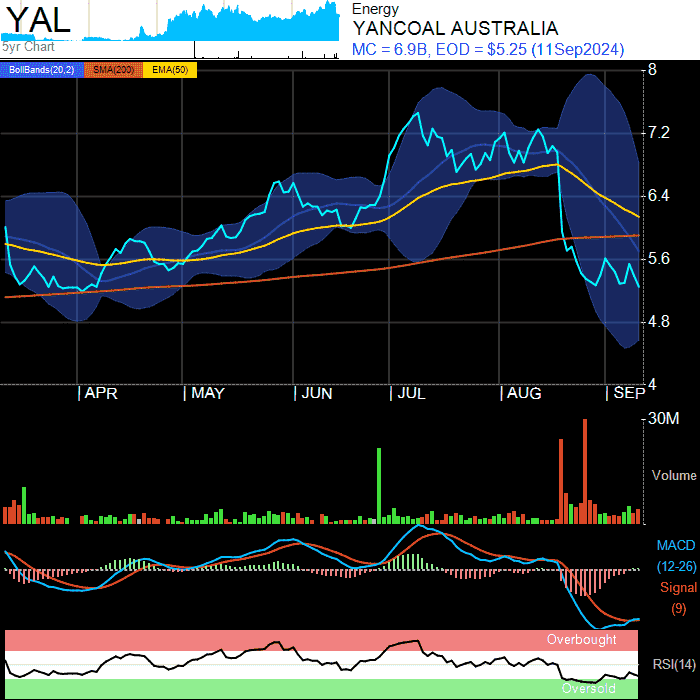 YAL
5yr Chart
Energy
YANCOAL AUSTRALIA
MC = 6.9B, EOD = $5.25 (11Sep2024)
BollBands(20,2) SMA(200) EMA(50)
8
7.2
6.4
5.6
4.8
4
APR MAY JUN JUL AUG SEP
30M
Volume
MACD
(12-26)
Signal
(9)
Overbought
RSI(14)
Oversold